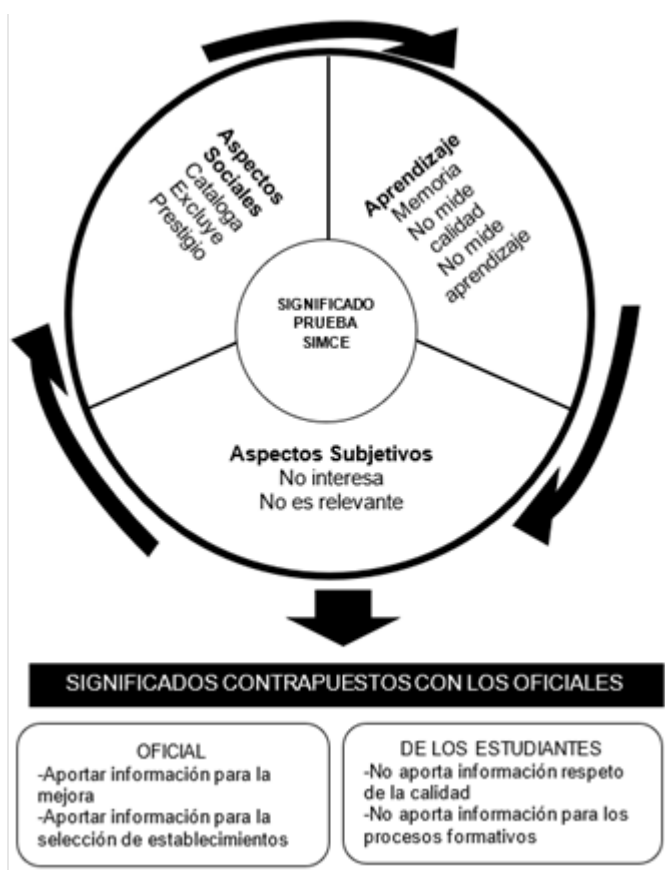 Aspectos
Sociales
Cataloga
Excluye
Prestigio
Aprendizaje
Memoria
No mide
calidad
No mide
aprendizaje
SIGNIFICADO
PRUEBA
SIMCE
Aspectos Subjetivos
No interesa
No es relevante
SIGNIFICADOS CONTRAPUESTOS CON LOS OFICIALES
OFICIAL
-Aportar información para la
mejora
-Aportar información para la
selección de establecimientos
DE LOS ESTUDIANTES
-No aporta información respeto
de la calidad
-No aporta información para los
procesos formativos